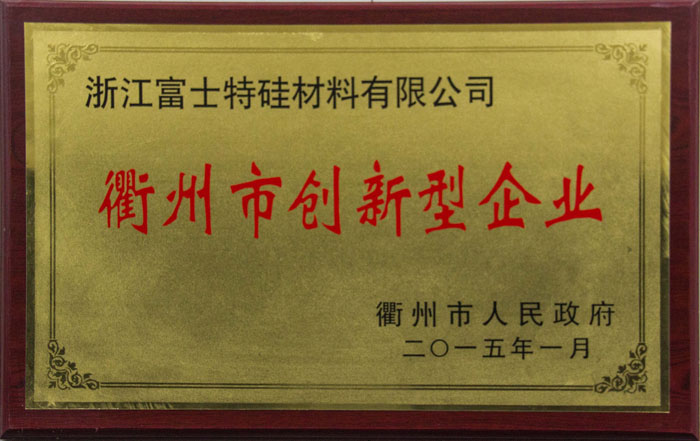 浙江富士特硅材料有限公司
衢州市创新型企业
衢州市人民政府
二〇一五年一月